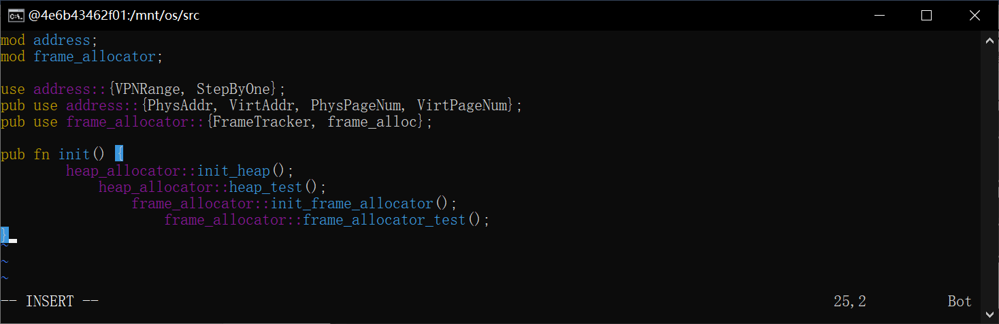 @4e6b43462f01:/mnt/os/src
mod address;
mod frame_allocator;
use address::{VPNRange, StepByOne};
pub use address::{PhysAddr, VirtAddr, PhysPageNum, VirtPageNum};
pub use frame_allocator::{FrameTracker, frame_alloc};
pub fn init() {
        heap_allocator::init_heap();
            heap_allocator::heap_test();
                frame_allocator::init_frame_allocator();
                    frame_allocator::frame_allocator_test();
}
~
~
~
-- INSERT -- 25,2 Bot